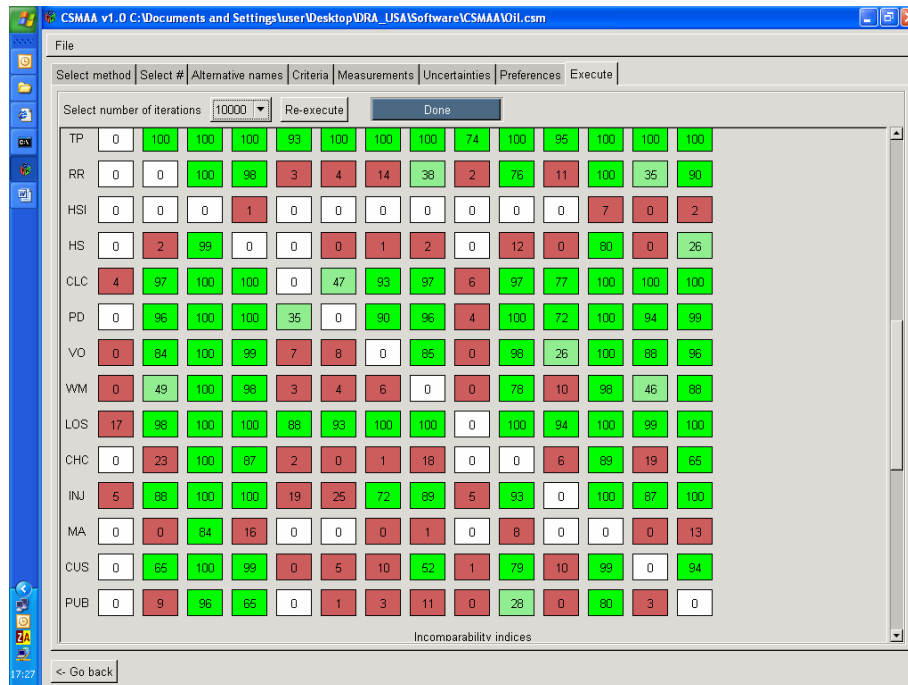 CSMAA v1.0 C:\Documents and Settings\user\Desktop\DRA_USA\Software\CSMAA\Oil.csm
File
Select method Select # Alternative names Criteria Measurements Uncertainties Preferences Execute
Select number of iterations 10000 Re-execute Done
TP 0 100 100 100 93 100 100 100 74 100 95 100 100 100
RR 0 0 100 98 3 4 14 38 2 76 11 100 35 90
HSI 0 0 0 1 0 0 0 0 0 0 0 7 0 2
HS 0 2 99 0 0 0 1 2 0 12 0 80 0 26
CLC 4 97 100 100 0 47 93 97 6 97 77 100 100 100
PD 0 96 100 100 35 0 90 96 4 100 72 100 94 99
VO 0 84 100 99 7 8 0 85 0 98 26 100 88 96
WM 0 49 100 98 3 4 6 0 0 78 10 98 46 88
LOS 17 98 100 100 88 93 100 100 0 100 94 100 99 100
CHC 0 23 100 87 2 0 1 18 0 0 6 89 19 65
INJ 5 88 100 100 19 25 72 89 5 93 0 100 87 100
MA 0 0 84 16 0 0 0 1 0 8 0 0 0 13
CUS 0 65 100 99 0 5 10 52 1 79 10 99 0 94
PUB 0 9 96 65 0 1 3 11 0 28 0 80 3 0
Incomparability indices
<- Go back
ZA
17:27